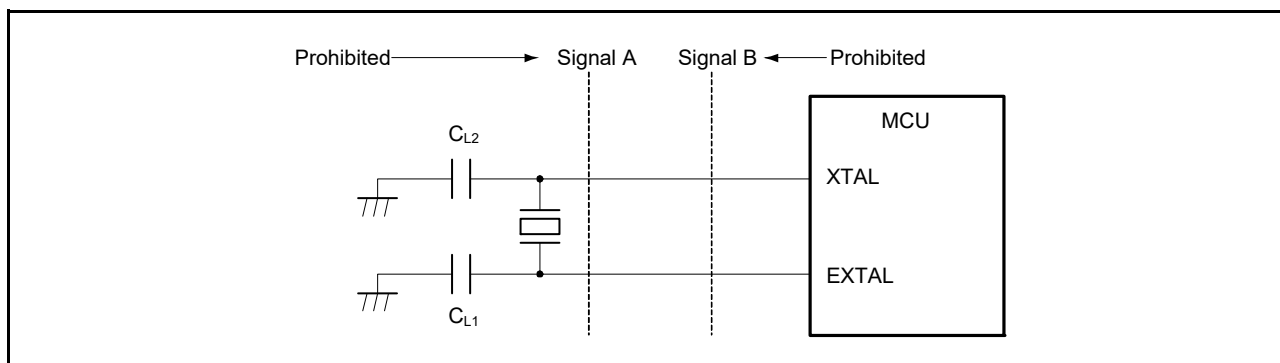 Prohibited Signal A Signal B Prohibited
MCU
CL2
XTAL
EXTAL
CL1